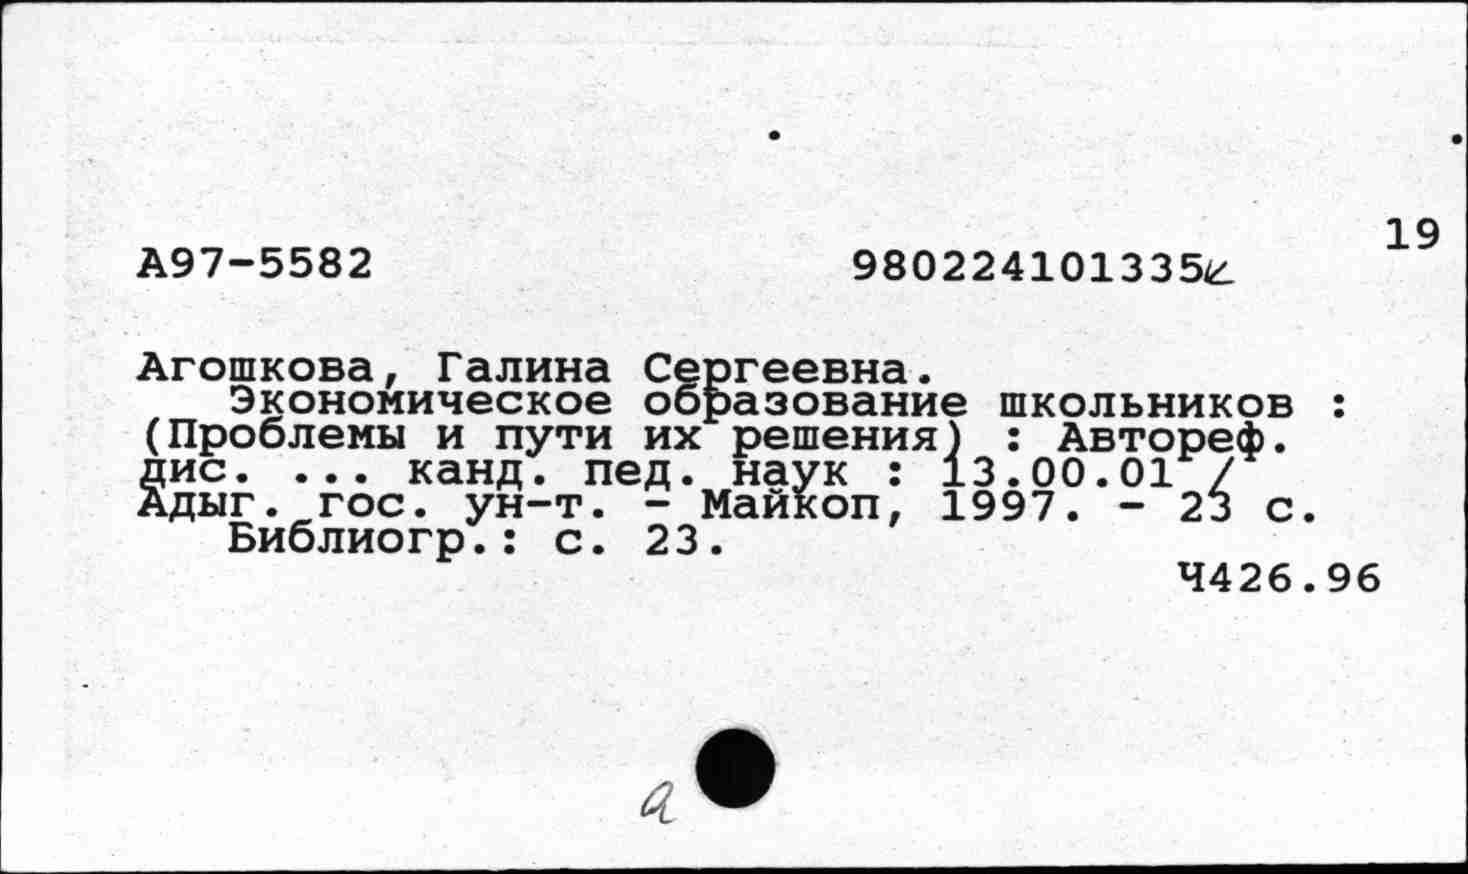 19
А97-5582 980224101335
Агошкова, Галина Сергеевна.
Экономическое образование школьников :
(Проблемы и пути их решения) : Автореф.
дис. ... канд. пед. наук : 13.00.01 /
Адыг. гос. ун-т. - Майкоп, 1997. - 23 с.
Библиогр.: с. 23.
Ч426.96
а